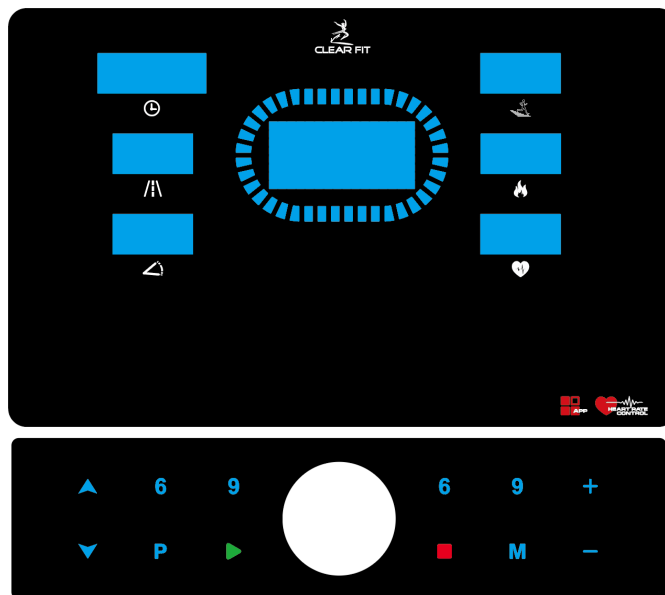 CLEAR FIT
APP
HEART RATE
CONTROL
6 9 6 9 +
P M −